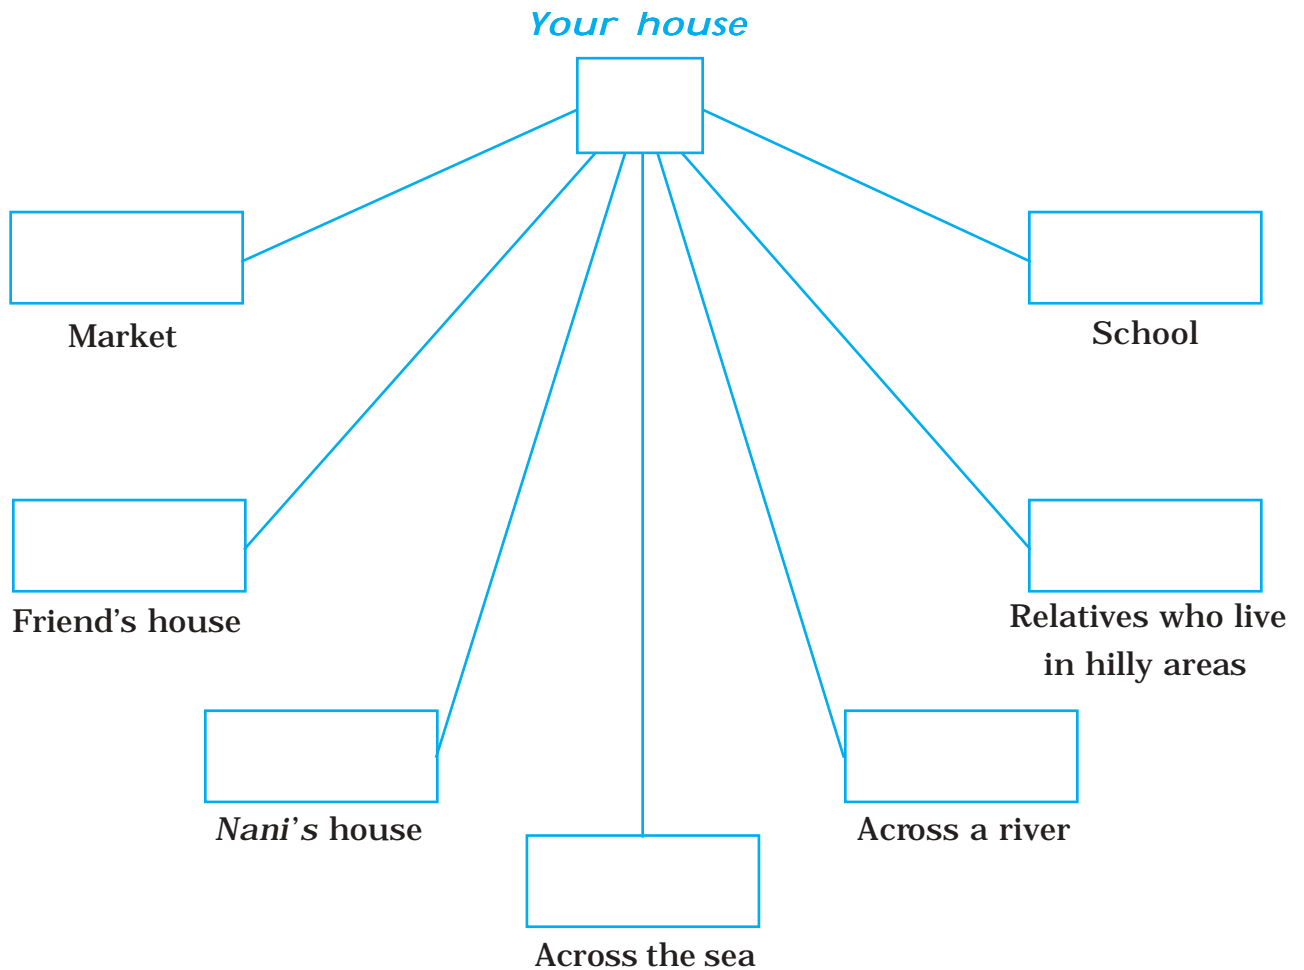 Your house
Market
School
Friend's house
Relatives who live
in hilly areas
Nani's house
Across a river
Across the sea